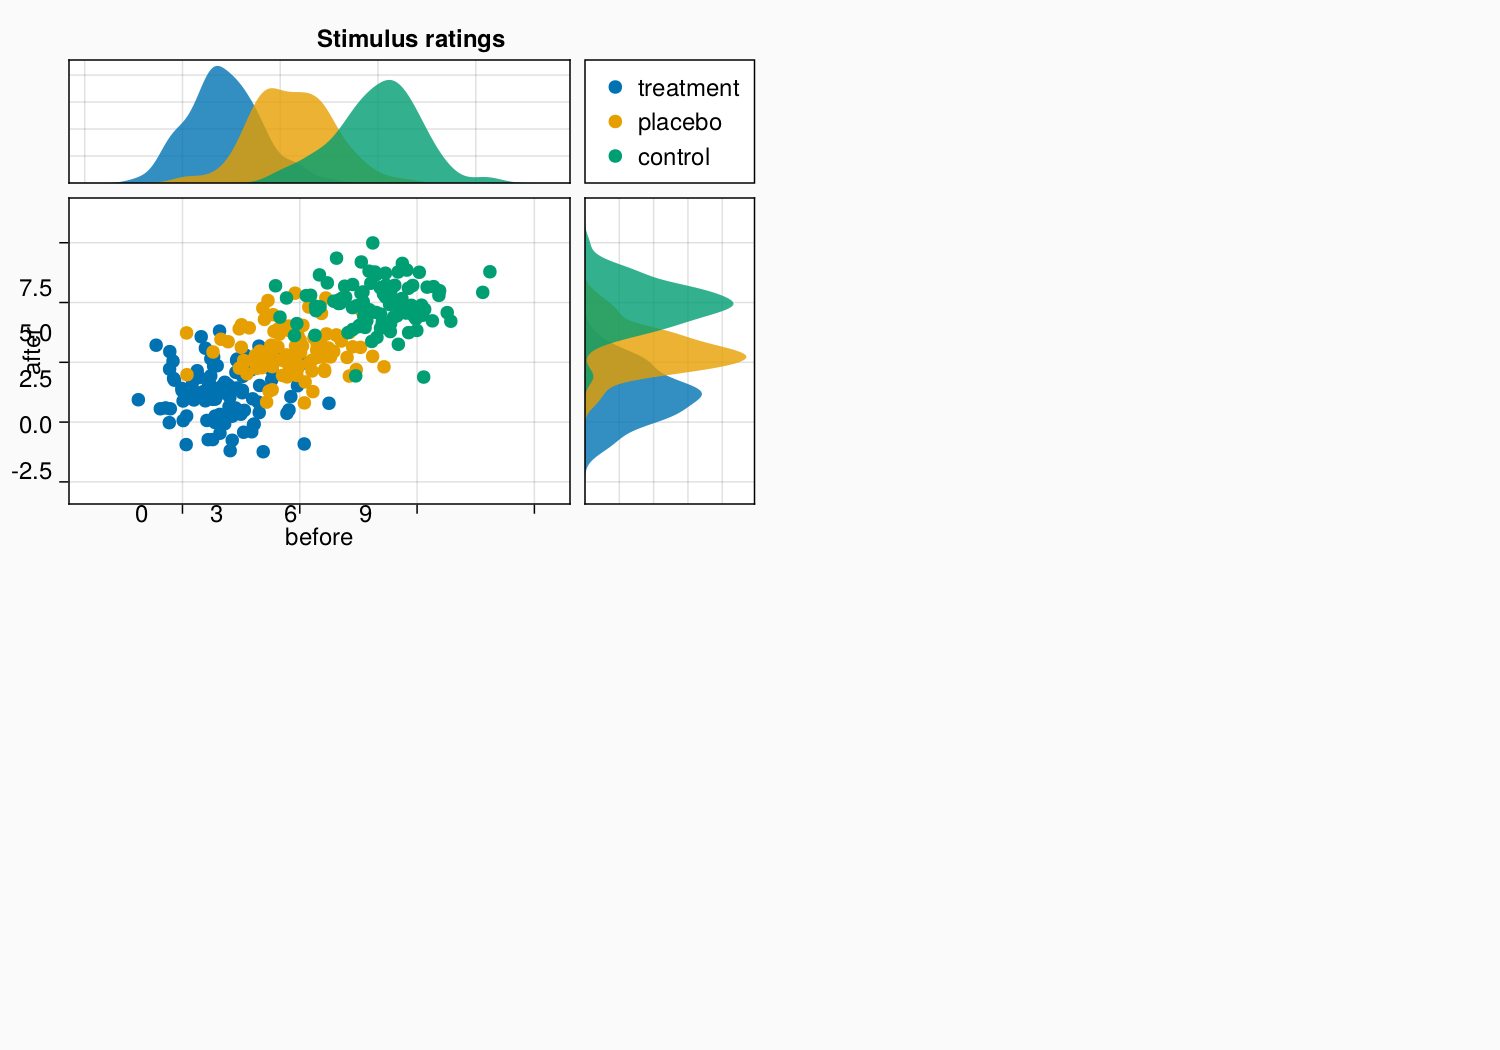 Stimulus ratings
treatment
placebo
control
7.5
5.0
after
2.5
0.0
-2.5
0 3 6 9
before